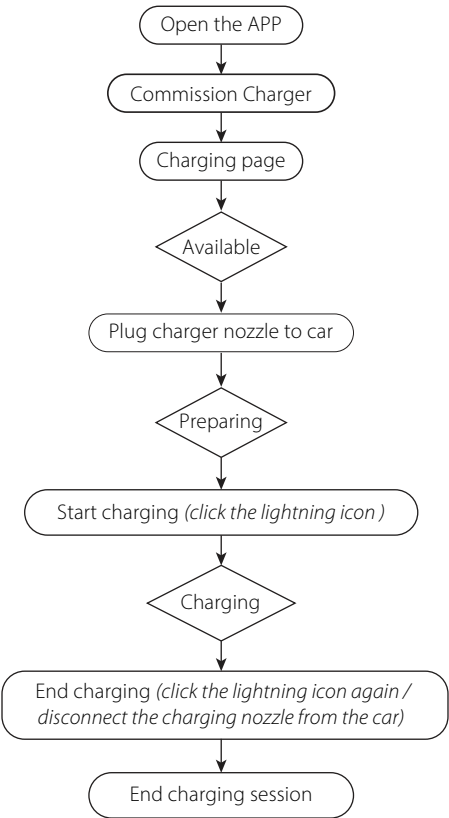 Open the APP
Commission Charger
Charging page
Available
Plug charger nozzle to car
Preparing
Start charging (click the lightning icon )
Charging
End charging (click the lightning icon again /
disconnect the charging nozzle from the car)
End charging session